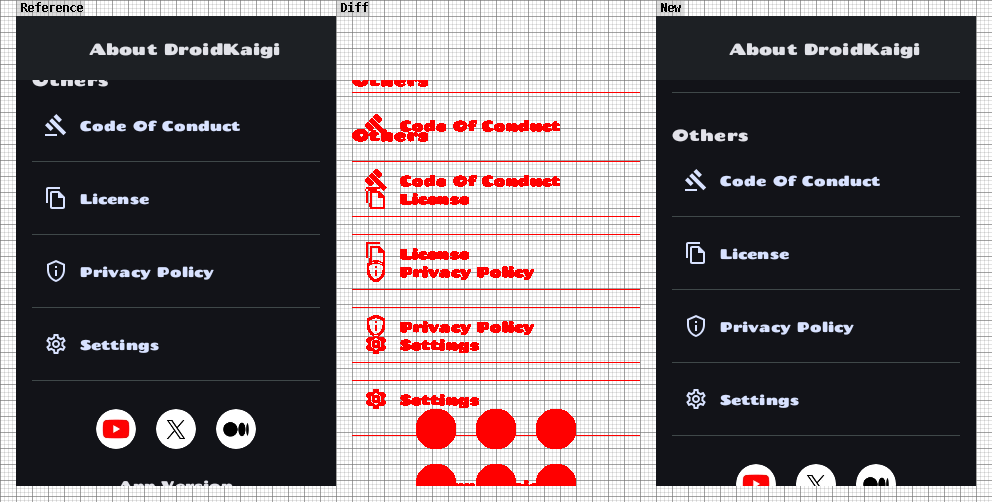 Reference
Diff
New
About DroidKaigi
Others
Code Of Conduct
License
Privacy Policy
Settings
App Version
Others
Code Of Conduct
Others
Code Of Conduct
License
License
Privacy Policy
Privacy Policy
Settings
Settings
About DroidKaigi
Others
Code Of Conduct
License
Privacy Policy
Settings